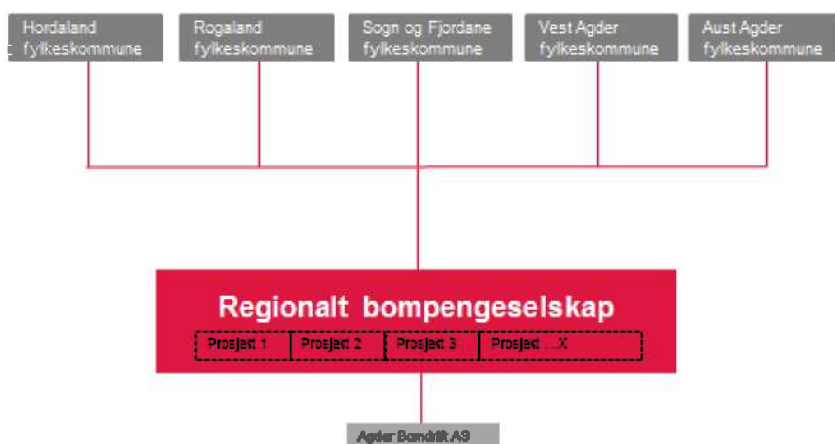 Hordaland
fylkeskommune
Rogaland
fylkeskommune
Sogn og Fjordane
fylkeskommune
Vest Agder
fylkeskommune
Aust Agder
fylkeskommune
Regionalt bompengeselskap
Prosjekt 1
Prosjekt 2
Prosjekt 3
Prosjekt ....X
Agder Bomdrift AS